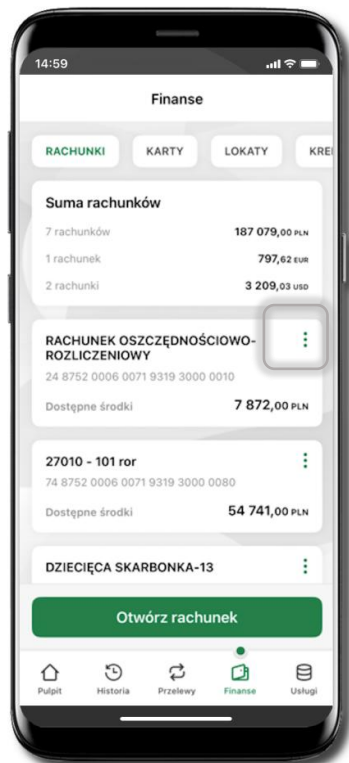 14:59
Finanse
RACHUNKI KARTY LOKATY KRE
Suma rachunków
7 rachunków 187 079,00 PLN
1 rachunek 797,62 EUR
2 rachunki 3 209,03 USD
RACHUNEK OSZCZĘDNOŚCIOWO-
ROZLICZENIOWY
24 8752 0006 0071 9319 3000 0010
Dostępne środki 7 872,00 PLN
27010 - 101 ror
74 8752 0006 0071 9319 3000 0080
Dostępne środki 54 741,00 PLN
DZIECIĘCA SKARBONKA-13
Otwórz rachunek
Pulpit Historia Przelewy Finanse Usługi